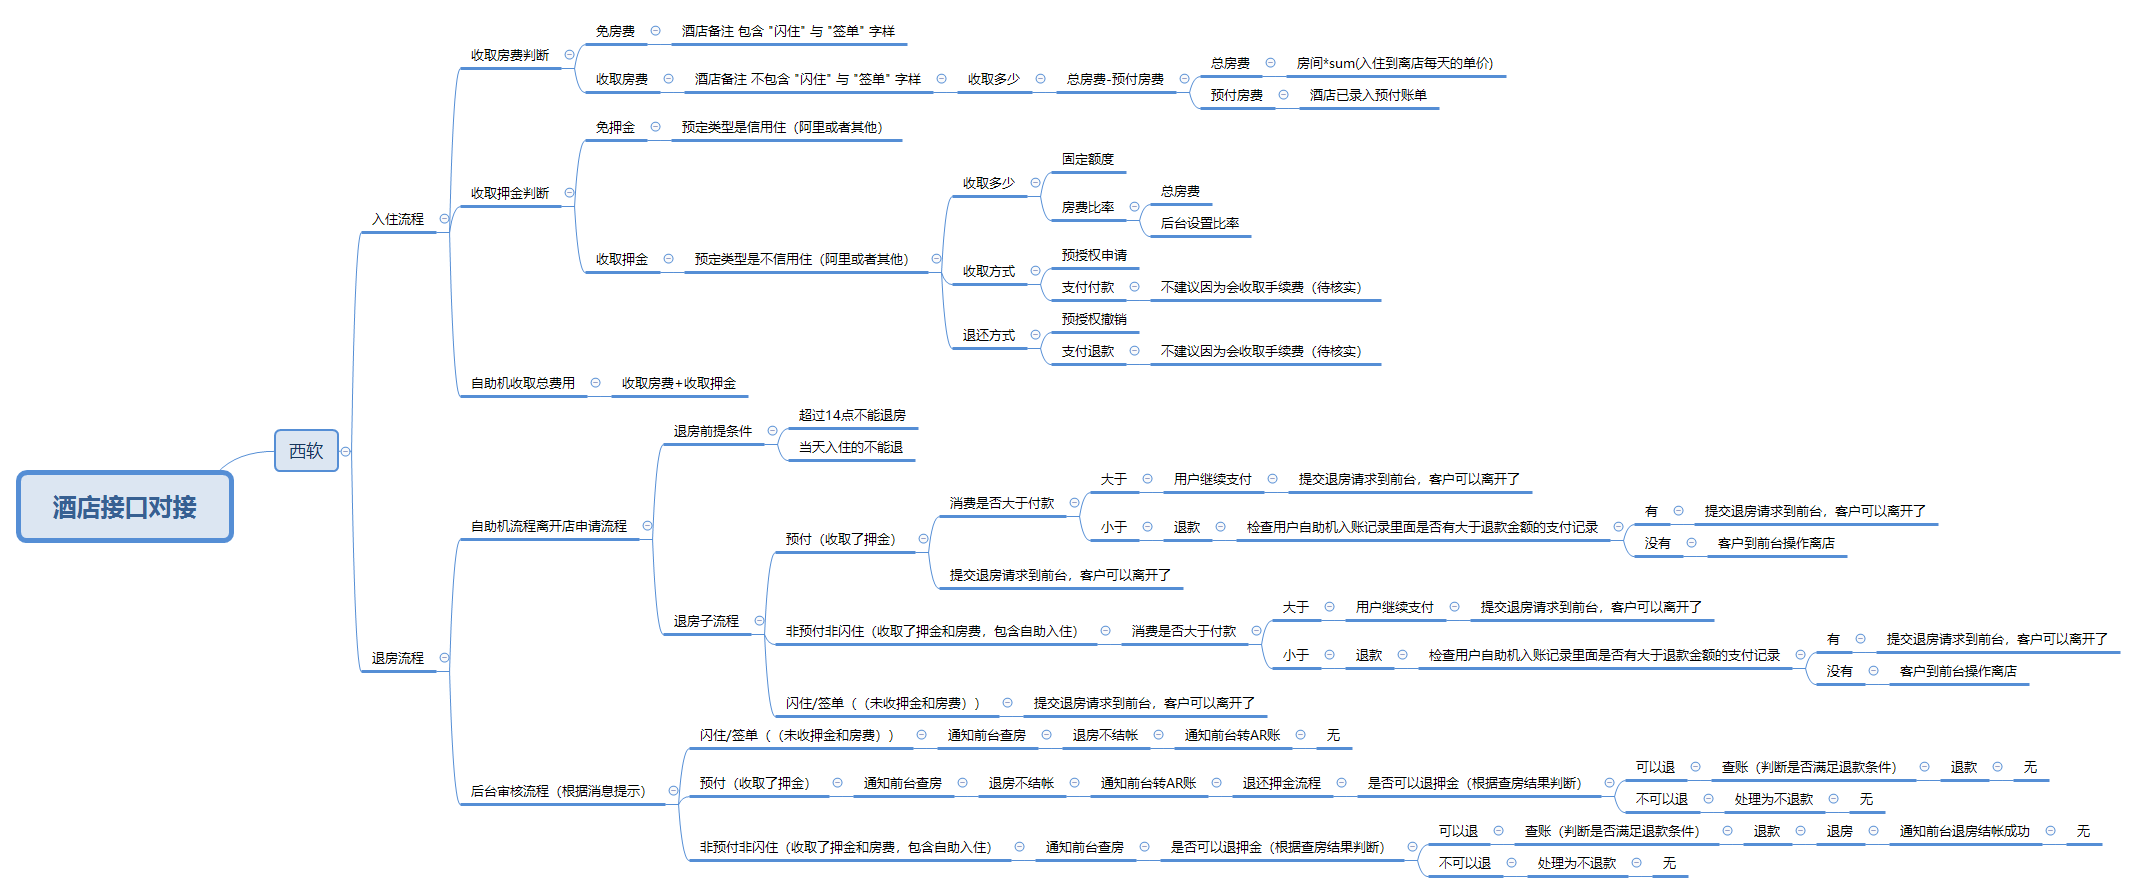 酒店接口对接
西软
入住流程
收取房费判断
免房费
酒店备注 包含 "闪住" 与 "签单" 字样
收取房费
酒店备注 不包含 "闪住" 与 "签单" 字样
收取多少
总房费-预付房费
总房费
房间*sum(入住到离店每天的单价)
预付房费
酒店已录入预付账单
收取押金判断
免押金
预定类型是信用住（阿里或者其他）
收取押金
预定类型是不信用住（阿里或者其他）
收取多少
固定额度
房费比率
总房费
后台设置比率
收取方式
预授权申请
支付付款
不建议因为会收取手续费（待核实）
退还方式
预授权撤销
支付退款
不建议因为会收取手续费（待核实）
自助机收取总费用
收取房费+收取押金
退房流程
自助机流程离开店申请流程
退房前提条件
超过14点不能退房
当天入住的不能退
退房子流程
预付（收取了押金）
消费是否大于付款
大于
用户继续支付
提交退房请求到前台，客户可以离开了
小于
退款
检查用户自助机入账记录里面是否有大于退款金额的支付记录
有
提交退房请求到前台，客户可以离开了
没有
客户到前台操作离店
提交退房请求到前台，客户可以离开了
非预付非闪住（收取了押金和房费，包含自助入住）
消费是否大于付款
大于
用户继续支付
提交退房请求到前台，客户可以离开了
小于
退款
检查用户自助机入账记录里面是否有大于退款金额的支付记录
有
提交退房请求到前台，客户可以离开了
没有
客户到前台操作离店
闪住/签单（（未收押金和房费））
提交退房请求到前台，客户可以离开了
后台审核流程（根据消息提示）
闪住/签单（（未收押金和房费））
通知前台查房
退房不结帐
通知前台转AR账
无
预付（收取了押金）
通知前台查房
退房不结帐
通知前台转AR账
退还押金流程
是否可以退押金（根据查房结果判断）
可以退
查账（判断是否满足退款条件）
退款
无
不可以退
处理为不退款
无
非预付非闪住（收取了押金和房费，包含自助入住）
通知前台查房
是否可以退押金（根据查房结果判断）
可以退
查账（判断是否满足退款条件）
退款
退房
通知前台退房结帐成功
无
不可以退
处理为不退款
无